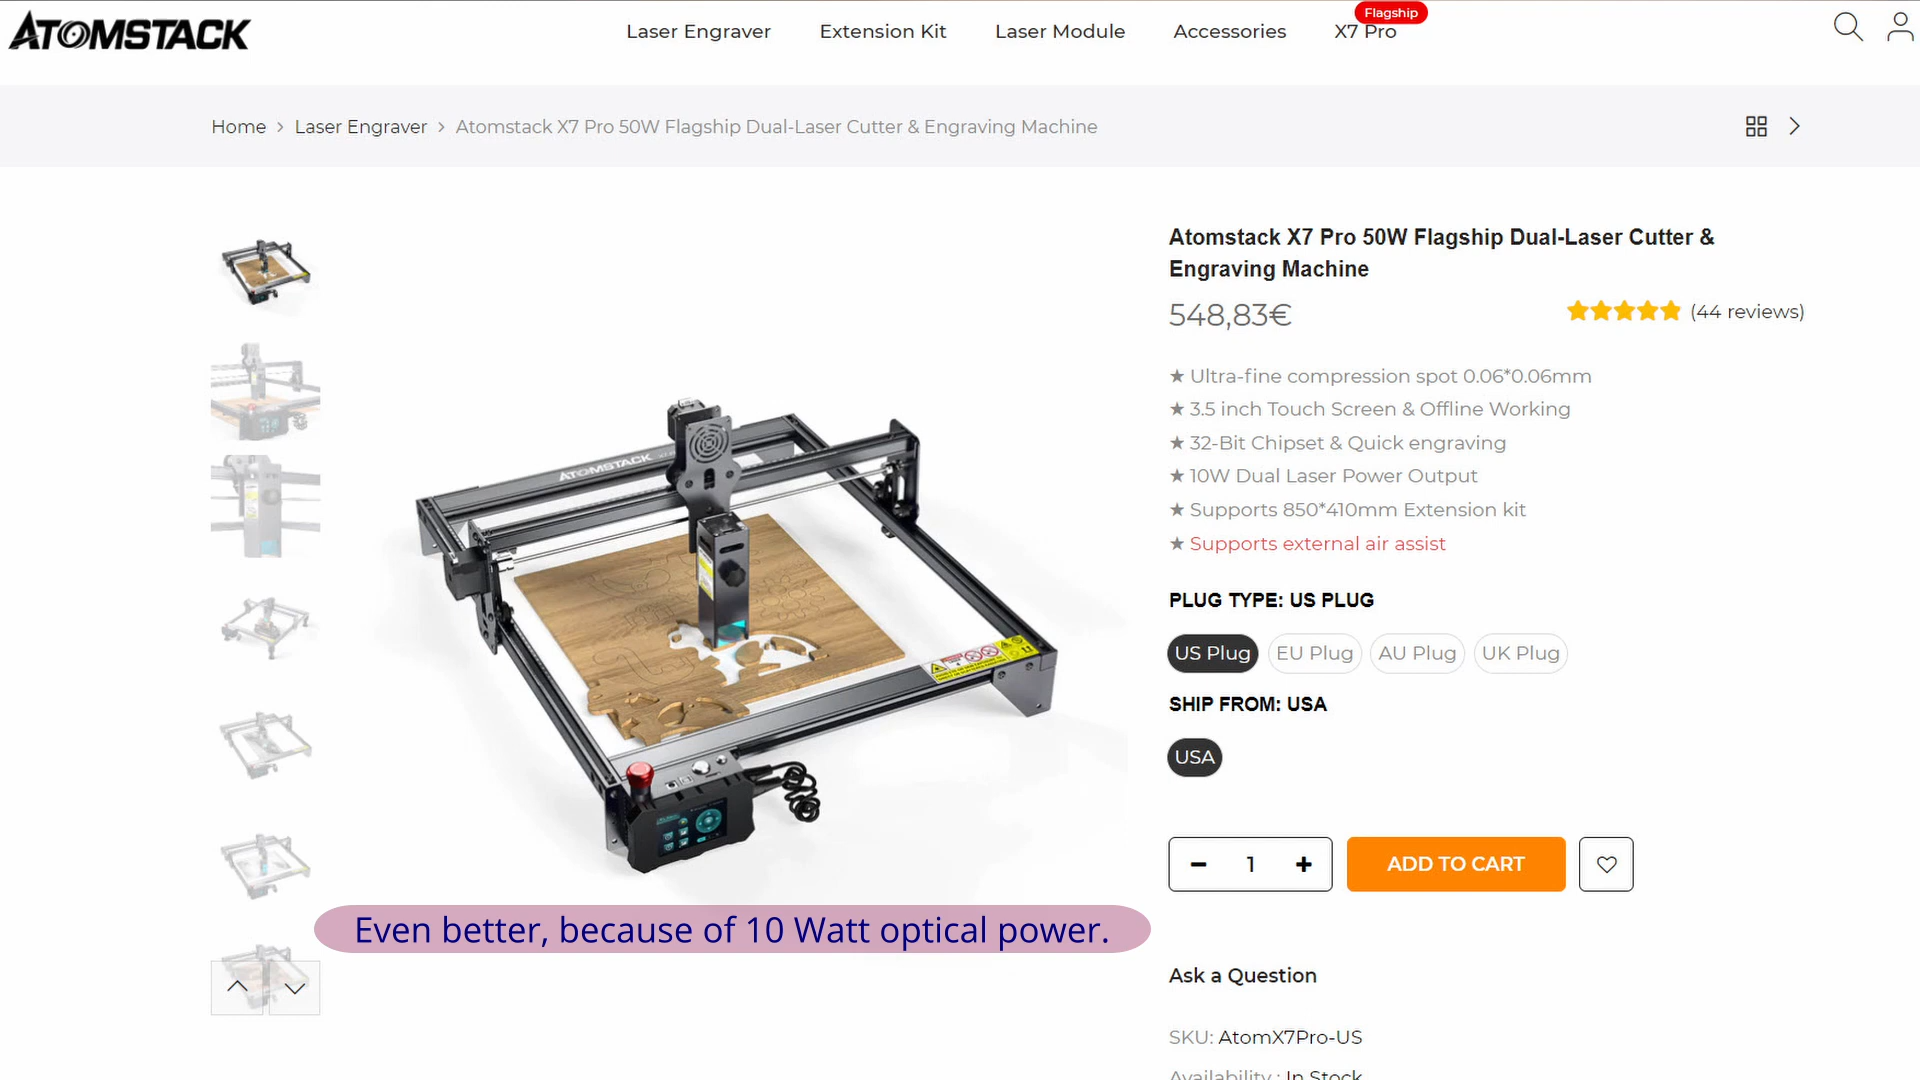 ATOMSTACK
Laser Engraver
Extension Kit
Laser Module
Accessories
X7 Pro
Flagship
Home > Laser Engraver > Atomstack X7 Pro 50W Flagship Dual-Laser Cutter & Engraving Machine
Atomstack X7 Pro 50W Flagship Dual-Laser Cutter &
Engraving Machine
548,83€
(44 reviews)
★ Ultra-fine compression spot 0.06*0.06mm
★ 3.5 inch Touch Screen & Offline Working
★ 32-Bit Chipset & Quick engraving
★ 10W Dual Laser Power Output
★ Supports 850*410mm Extension kit
★ Supports external air assist
ATOMSTACK
PLUG TYPE: US PLUG
US Plug
EU Plug
AU Plug
UK Plug
SHIP FROM: USA
USA
− 1 +
ADD TO CART
Even better, because of 10 Watt optical power.
Ask a Question
SKU: AtomX7Pro-US
Availability : In Stock